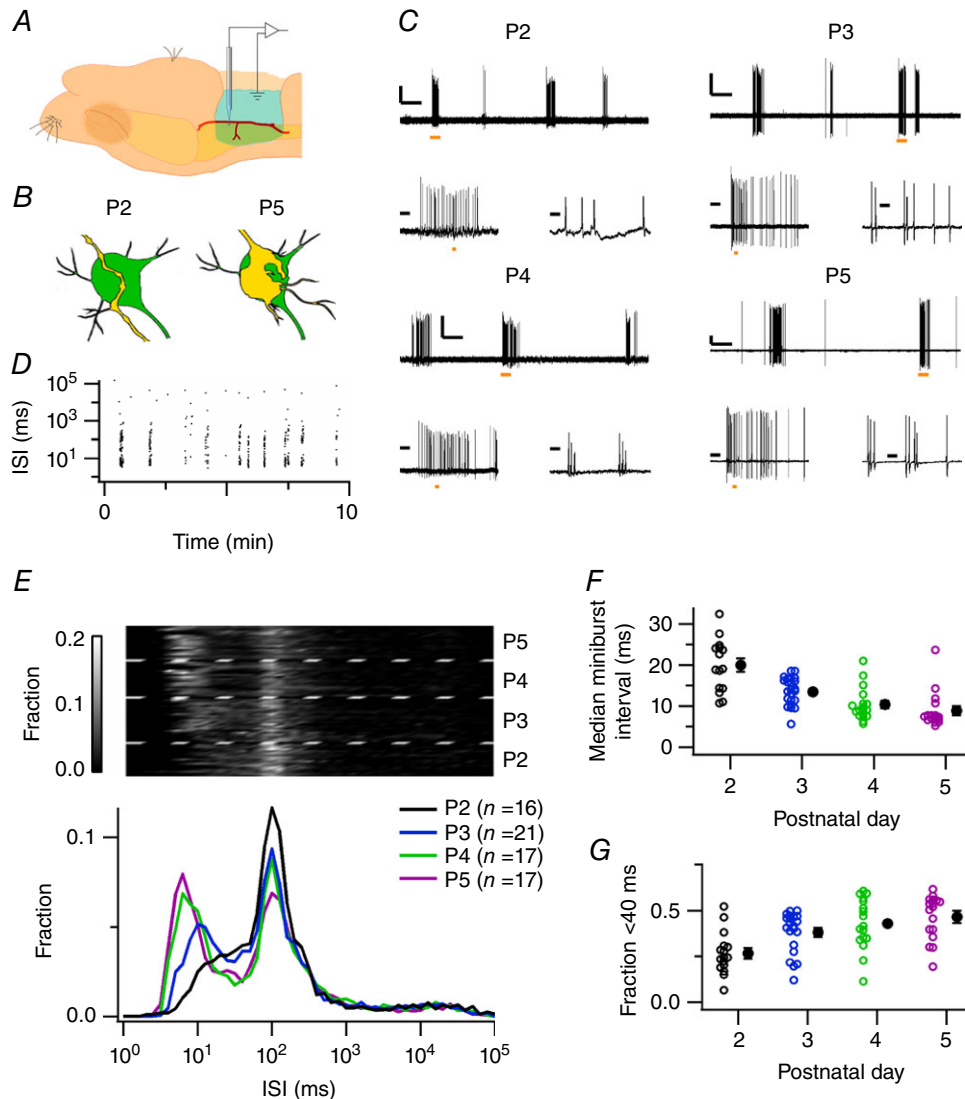 A
B
P2 P5
C
P2 P3
P4 P5
D
ISI (ms)
10^5
10^3
10^1
0 10
Time (min)
E
Fraction
0.2
0.1
0.0
P5
P4
P3
P2
P2 (n =16)
P3 (n =21)
P4 (n =17)
P5 (n =17)
Fraction
0.1
0.0
10^0 10^1 10^2 10^3 10^4 10^5
ISI (ms)
F
Median miniburst
interval (ms)
30
20
10
0
2 3 4 5
Postnatal day
G
Fraction <40 ms
0.5
0.0
2 3 4 5
Postnatal day